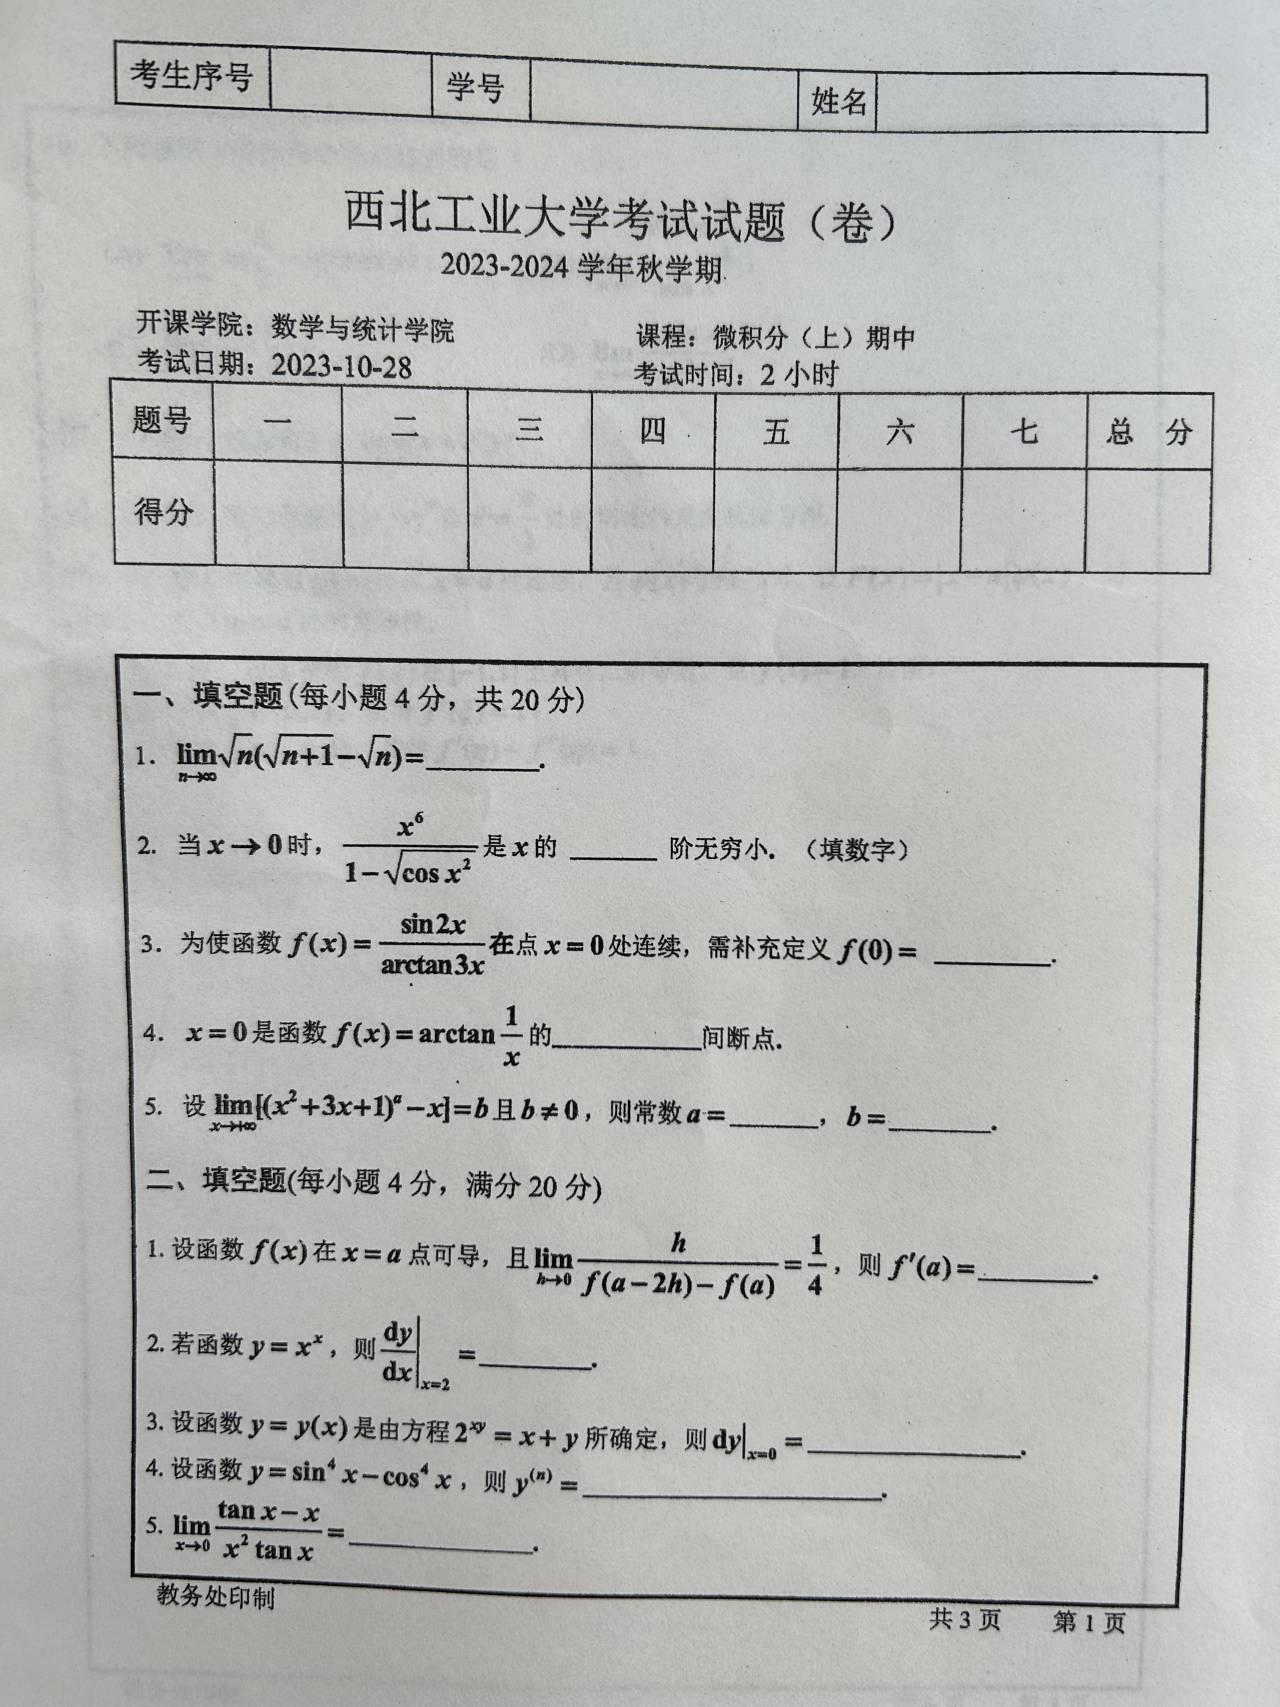 考生序号 学号 姓名
西北工业大学考试试题（卷）
2023-2024 学年秋学期
开课学院：数学与统计学院 课程：微积分（上）期中
考试日期：2023-10-28 考试时间：2 小时
题号 一 二 三 四 五 六 七 总 分
得分
一、填空题(每小题 4 分，共 20 分)
1. lim_{n→∞} √n(√(n+1)−√n)=________.
2. 当 x→0 时， x⁶/(1−√(cos x²)) 是 x 的 ______ 阶无穷小. （填数字）
3. 为使函数 f(x)= sin2x/arctan3x 在点 x=0 处连续，需补充定义 f(0)= ________.
4. x=0 是函数 f(x)=arctan 1/x 的__________间断点.
5. 设 lim_{x→+∞} [(x²+3x+1)^a−x]=b 且 b≠0，则常数 a=______，b=_______.
二、填空题(每小题 4 分，满分 20 分)
1. 设函数 f(x) 在 x=a 点可导，且 lim_{h→0} h/(f(a−2h)−f(a)) = 1/4，则 f′(a)=________.
2. 若函数 y=x^x，则 dy/dx|_{x=2} =________.
3. 设函数 y=y(x) 是由方程 2^{xy}=x+y 所确定，则 dy|_{x=0} =______________.
4. 设函数 y=sin⁴x−cos⁴x，则 y^{(n)} =____________________.
5. lim_{x→0} (tan x−x)/(x² tan x) =____________.
教务处印制
共 3 页 第 1 页